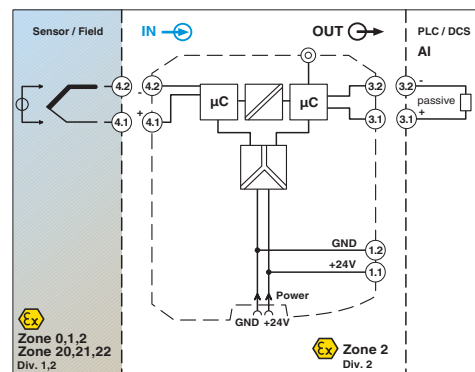 Sensor / Field
IN
OUT
PLC / DCS
AI
4.2
-
4.2
µC
µC
3.2
3.2
-
passive
4.1
+
4.1
3.1
3.1
+
GND
1.2
+24V
1.1
Power
GND +24V
Ex
Zone 0,1,2
Zone 20,21,22
Div. 1,2
Ex
Zone 2
Div. 2